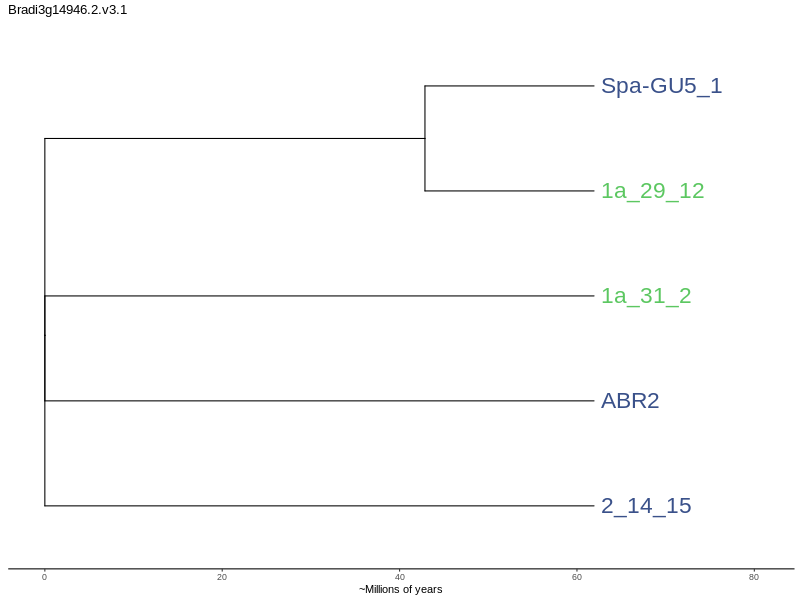 Bradi3g14946.2.v3.1
Spa-GU5_1
1a_29_12
1a_31_2
ABR2
2_14_15
0 20 40 60 80
~Millions of years